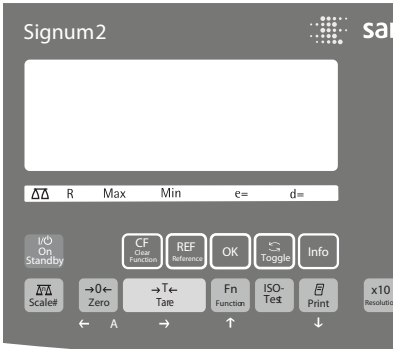 Signum2
sar
R Max Min e= d=
I/⏻
On
Standby
CF
Clear
Function
REF
Reference
OK
Toggle
Info
Scale#
→0←
Zero
→T←
Tare
Fn
Function
ISO-
Test
Print
x10
Resolutio
← A → ↑ ↓